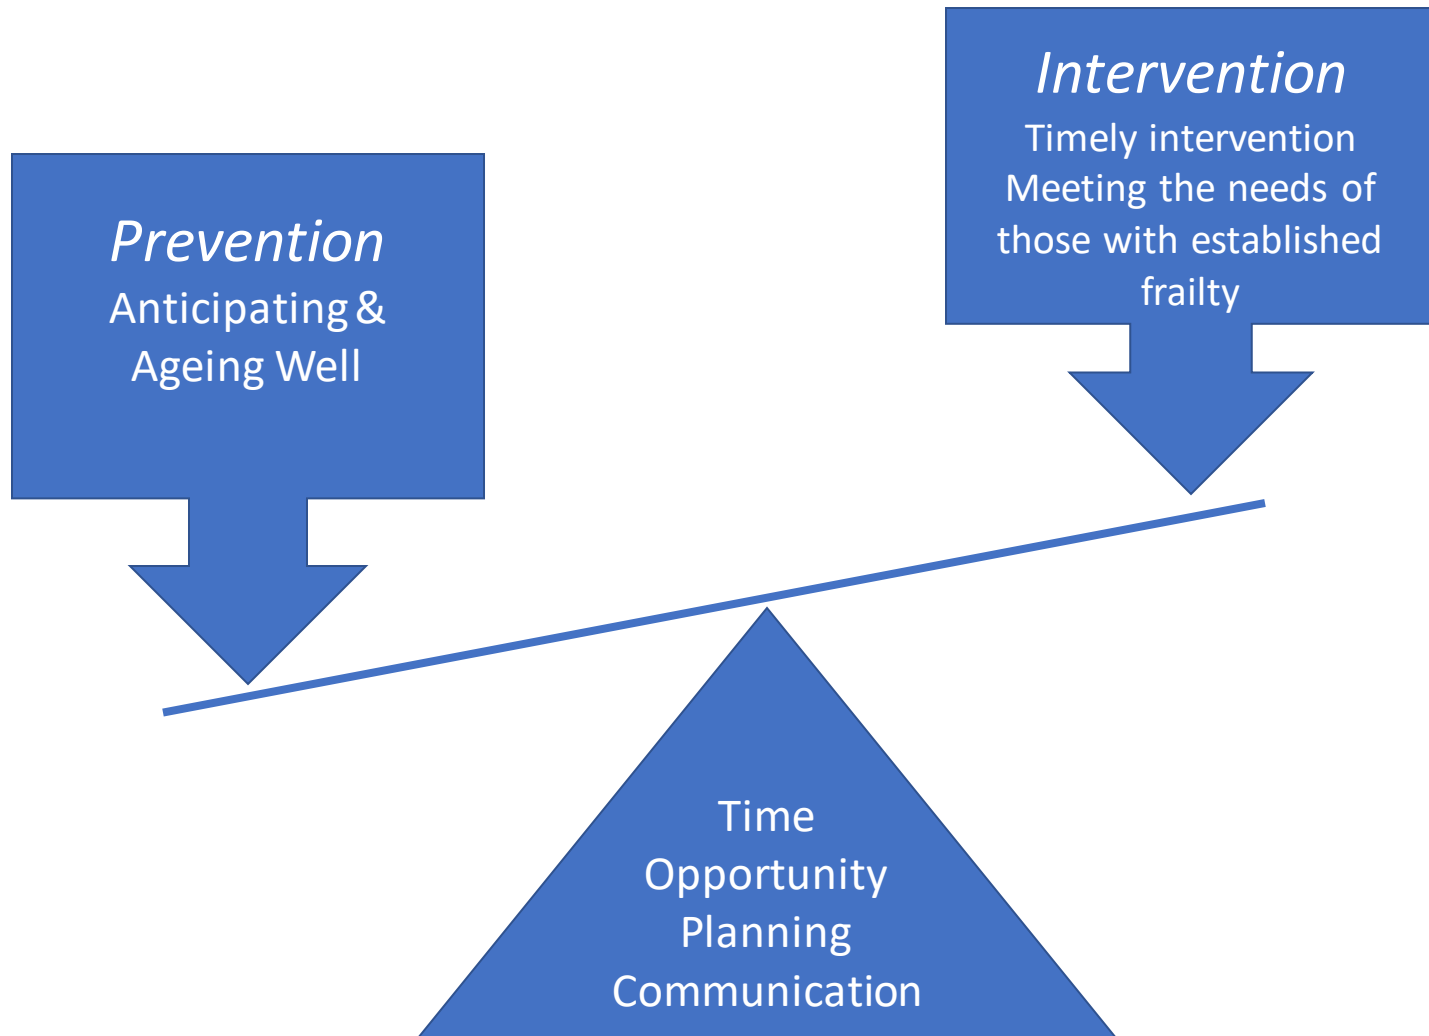 Prevention
Anticipating &
Ageing Well
Intervention
Timely intervention
Meeting the needs of
those with established
frailty
Time
Opportunity
Planning
Communication